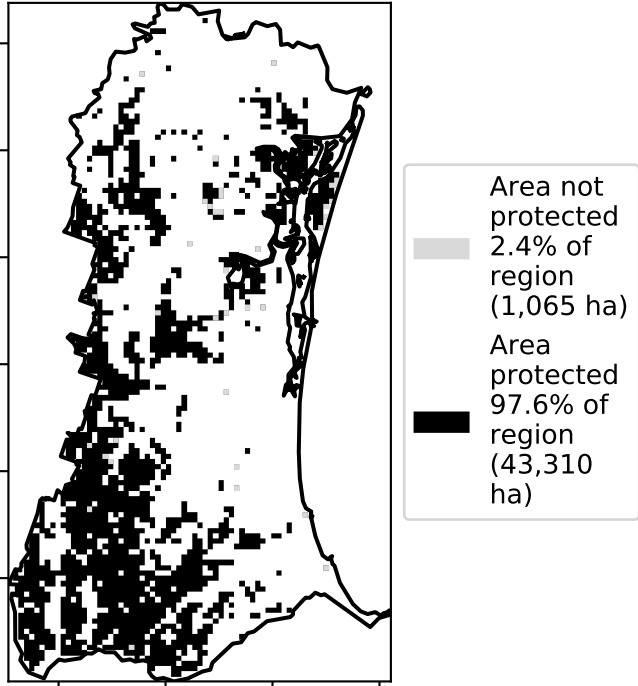 Area not
protected
2.4% of
region
(1,065 ha)
Area
protected
97.6% of
region
(43,310
ha)